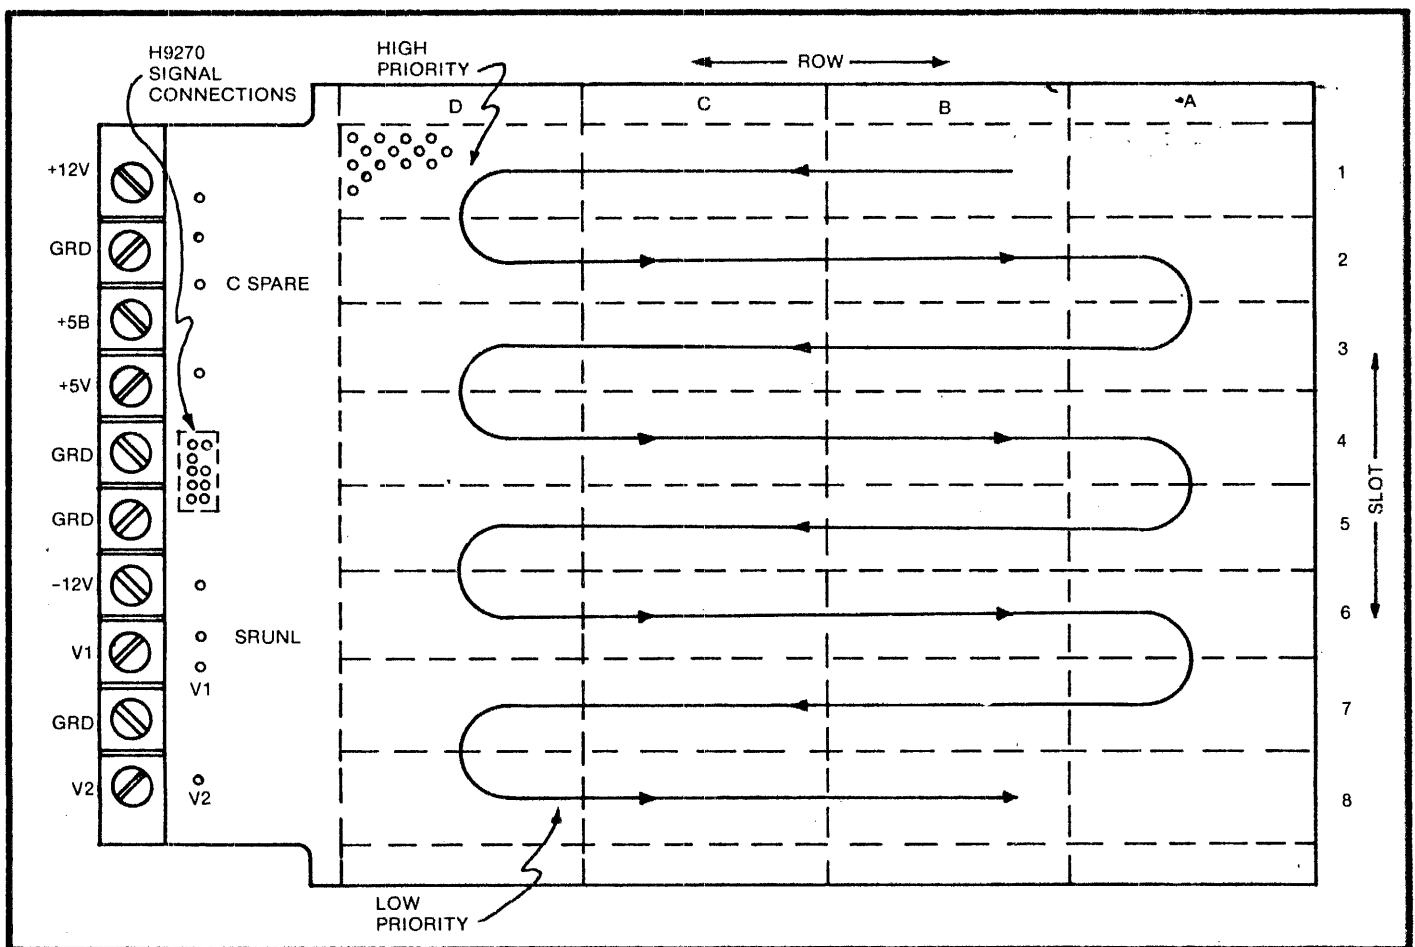 H9270
SIGNAL
CONNECTIONS
HIGH
PRIORITY
ROW
D
C
B
A
+12V
GRD
+5B
+5V
GRD
GRD
-12V
V1
GRD
V2
C SPARE
SRUNL
V1
V2
1
2
3
4
5
6
7
8
SLOT
LOW
PRIORITY